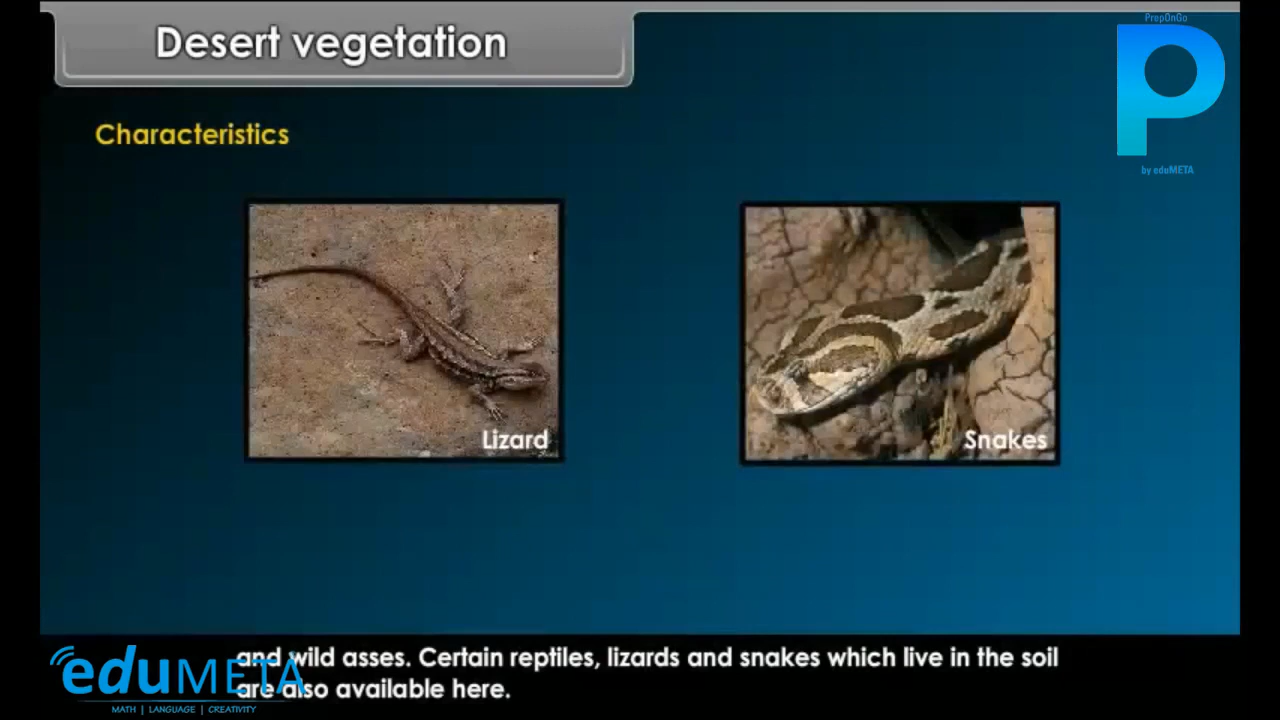 Desert vegetation
PrepOnGo
P
by eduMETA
Characteristics
Lizard
Snakes
and wild asses. Certain reptiles, lizards and snakes which live in the soil
are also available here.
eduMETA
MATH | LANGUAGE | CREATIVITY